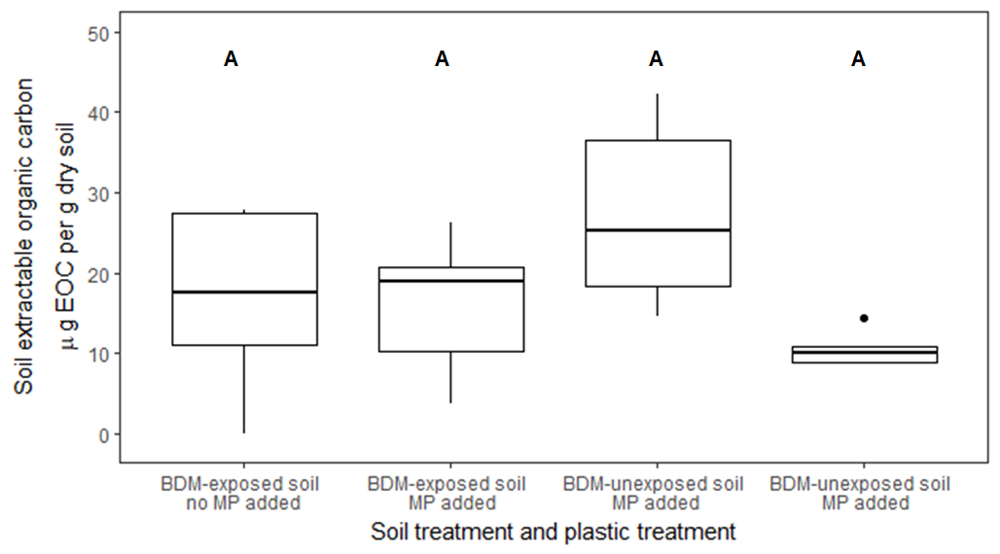 Soil extractable organic carbon
μ g EOC per g dry soil
50
40
30
20
10
0
A A A A
BDM-exposed soil
no MP added
BDM-exposed soil
MP added
BDM-unexposed soil
MP added
BDM-unexposed soil
MP added
Soil treatment and plastic treatment